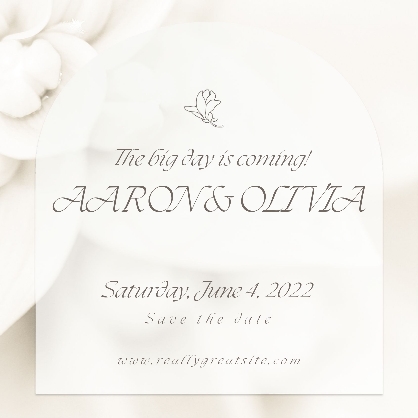 The big day is coming!
AARON & OLIVIA
Saturday, June 4, 2022
Save the date
www.reallygreatsite.com